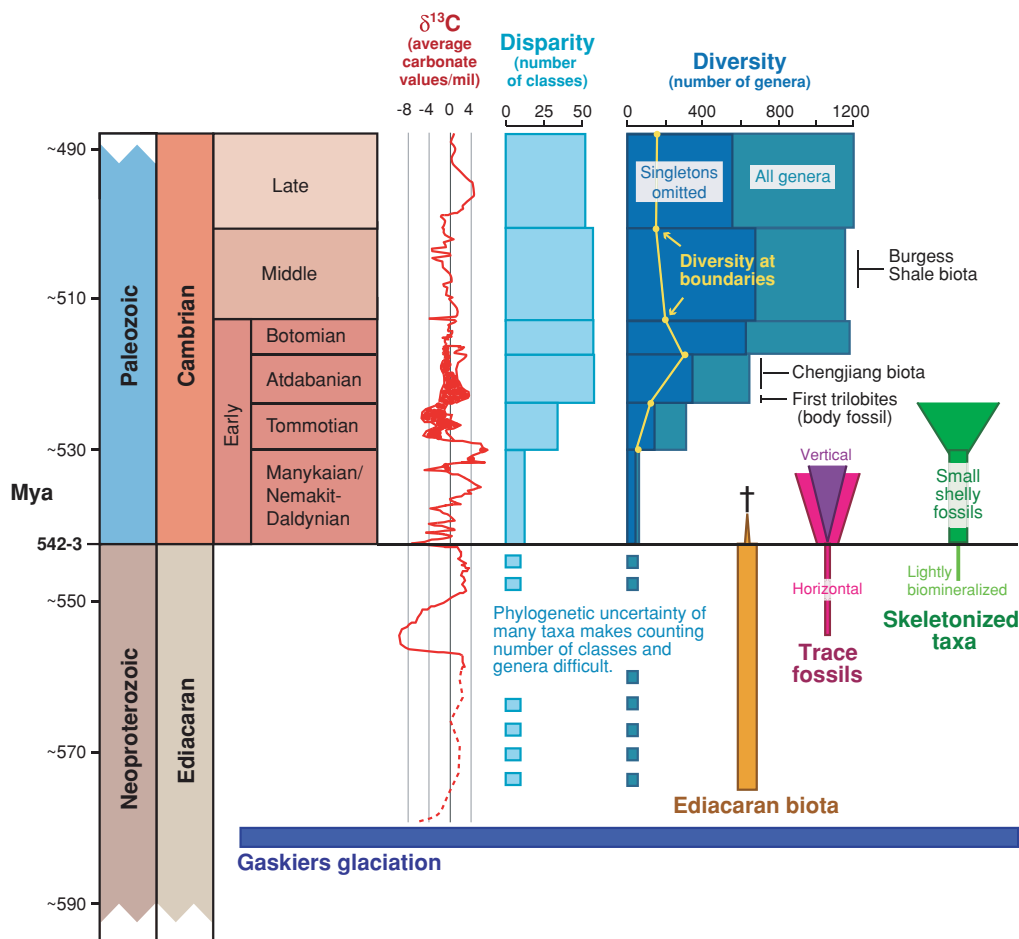 δ13C
(average
carbonate
values/mil)
-8 -4 0 4
Disparity
(number
of classes)
0 25 50
Diversity
(number of genera)
0 400 800 1200
~490
~510
~530
Mya
542-3
~550
~570
~590
Paleozoic
Neoproterozoic
Cambrian
Ediacaran
Late
Middle
Early
Botomian
Atdabanian
Tommotian
Manykaian/
Nemakit-
Daldynian
Singletons
omitted
All genera
Diversity at
boundaries
Burgess
Shale biota
Chengjiang biota
First trilobites
(body fossil)
Vertical
Horizontal
Trace
fossils
Small
shelly
fossils
Lightly
biomineralized
Skeletonized
taxa
Phylogenetic uncertainty of
many taxa makes counting
number of classes and
genera difficult.
Ediacaran biota
Gaskiers glaciation